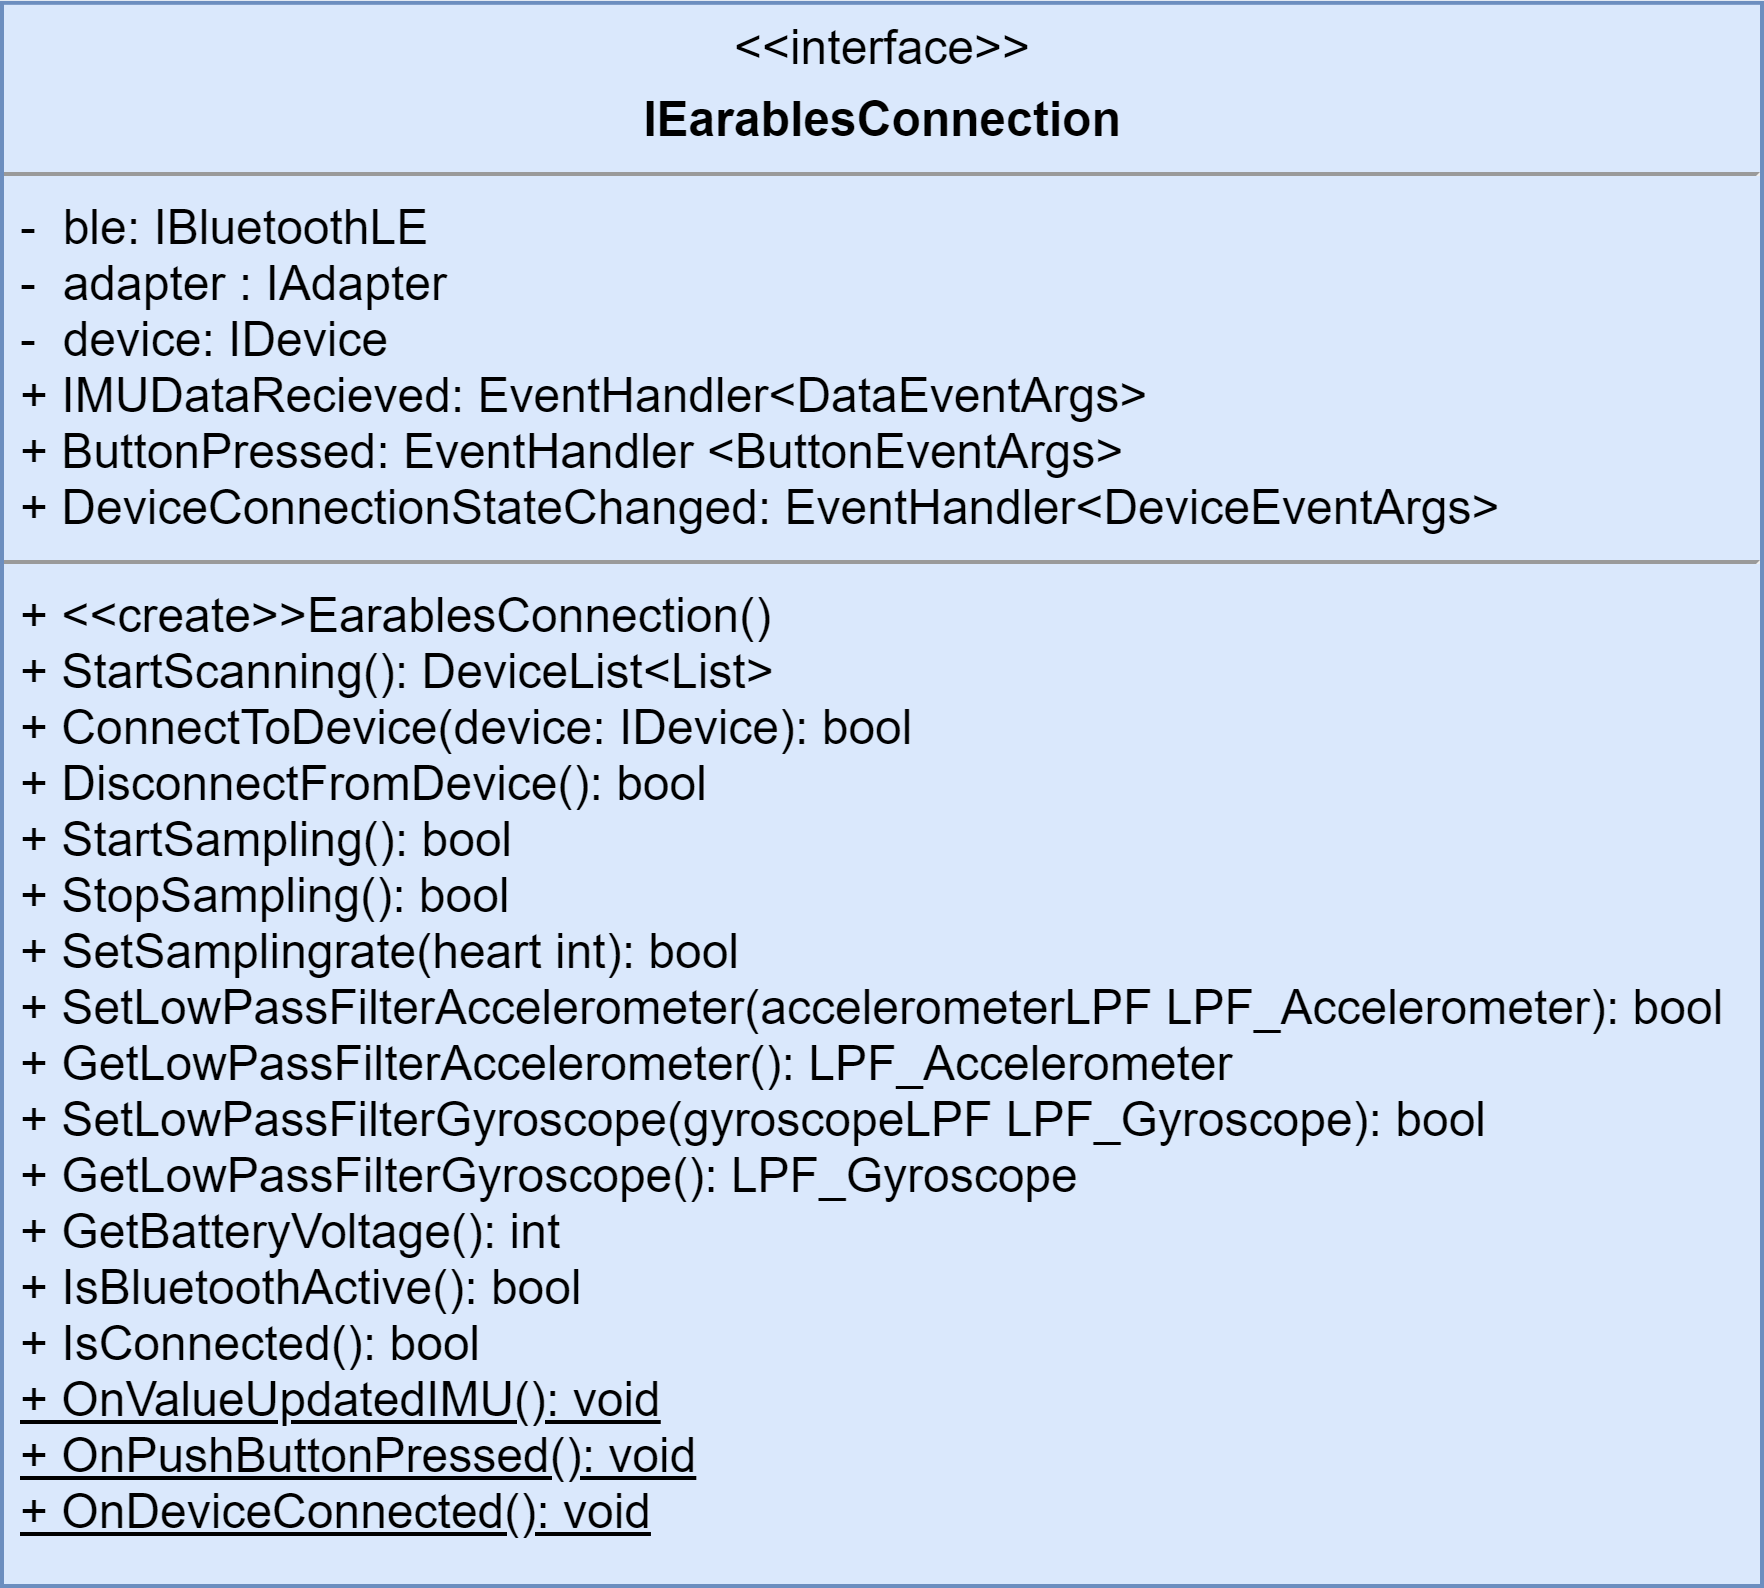 <<interface>>
IEarablesConnection
- ble: IBluetoothLE
- adapter : IAdapter
- device: IDevice
+ IMUDataRecieved: EventHandler<DataEventArgs>
+ ButtonPressed: EventHandler <ButtonEventArgs>
+ DeviceConnectionStateChanged: EventHandler<DeviceEventArgs>
+ <<create>>EarablesConnection()
+ StartScanning(): DeviceList<List>
+ ConnectToDevice(device: IDevice): bool
+ DisconnectFromDevice(): bool
+ StartSampling(): bool
+ StopSampling(): bool
+ SetSamplingrate(heart int): bool
+ SetLowPassFilterAccelerometer(accelerometerLPF LPF_Accelerometer): bool
+ GetLowPassFilterAccelerometer(): LPF_Accelerometer
+ SetLowPassFilterGyroscope(gyroscopeLPF LPF_Gyroscope): bool
+ GetLowPassFilterGyroscope(): LPF_Gyroscope
+ GetBatteryVoltage(): int
+ IsBluetoothActive(): bool
+ IsConnected(): bool
+ OnValueUpdatedIMU(): void
+ OnPushButtonPressed(): void
+ OnDeviceConnected(): void